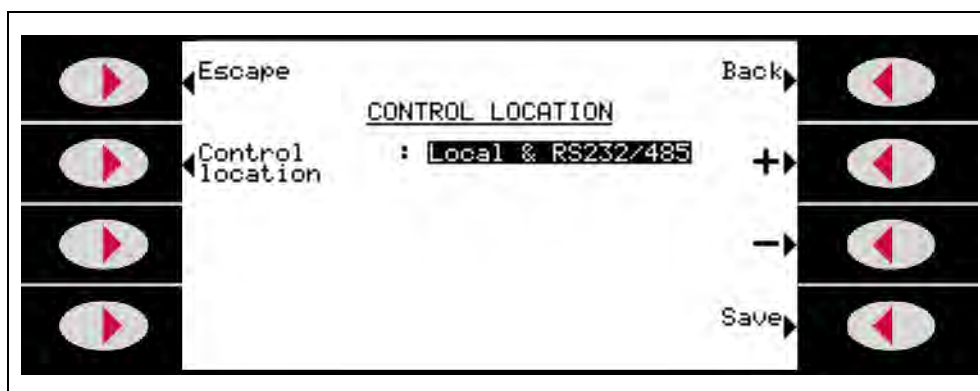 Escape
Back
CONTROL LOCATION
Control location
: Local & RS232/485
+
−
Save